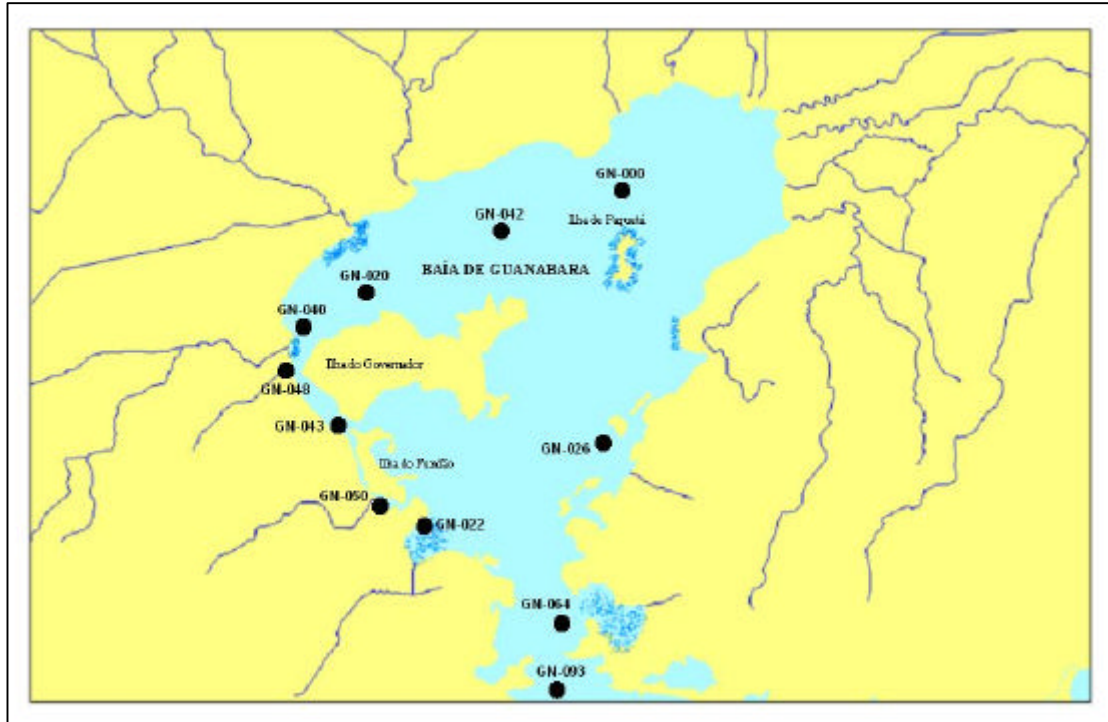 GN-000
GN-042
Ilha de Paquetá
BAÍA DE GUANABARA
GN-020
GN-040
Ilha do Governador
GN-048
GN-043
GN-026
Ilha do Fundão
GN-050
GN-022
GN-064
GN-093